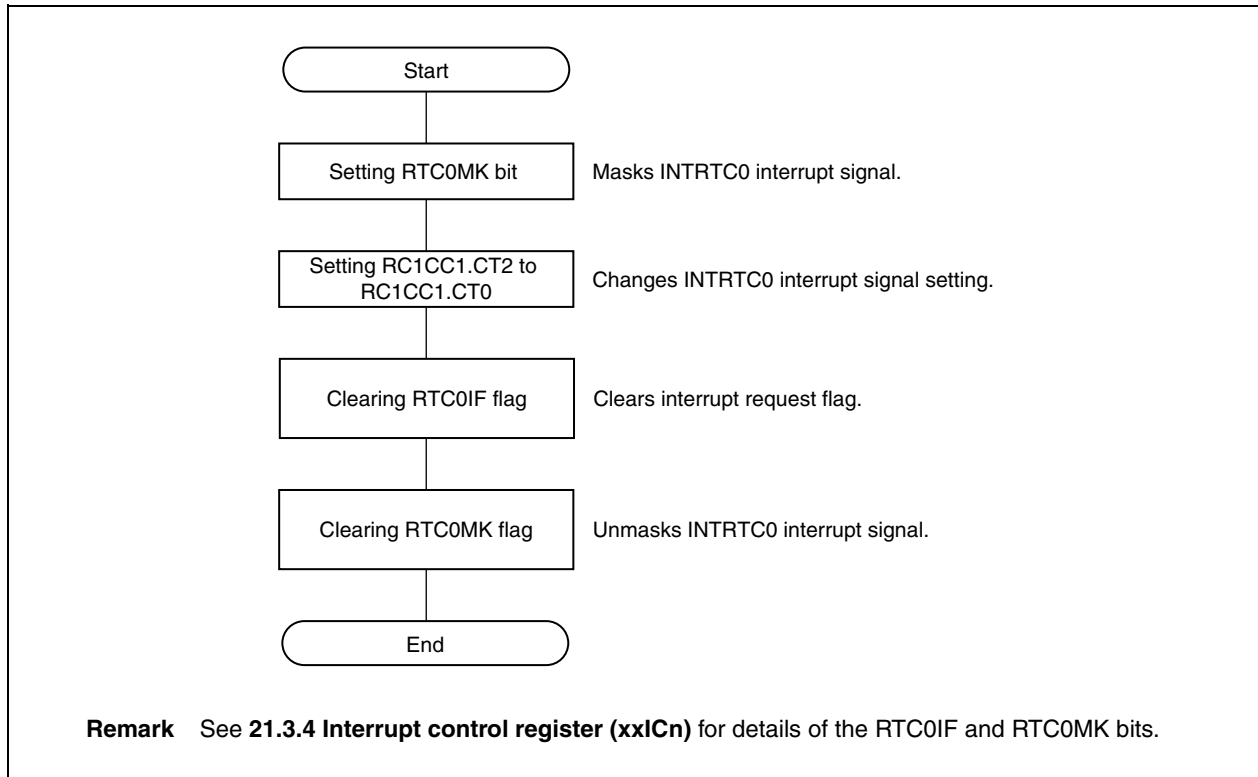 Start
Setting RTC0MK bit
Masks INTRTC0 interrupt signal.
Setting RC1CC1.CT2 to
RC1CC1.CT0
Changes INTRTC0 interrupt signal setting.
Clearing RTC0IF flag
Clears interrupt request flag.
Clearing RTC0MK flag
Unmasks INTRTC0 interrupt signal.
End
Remark See 21.3.4 Interrupt control register (xxICn) for details of the RTC0IF and RTC0MK bits.